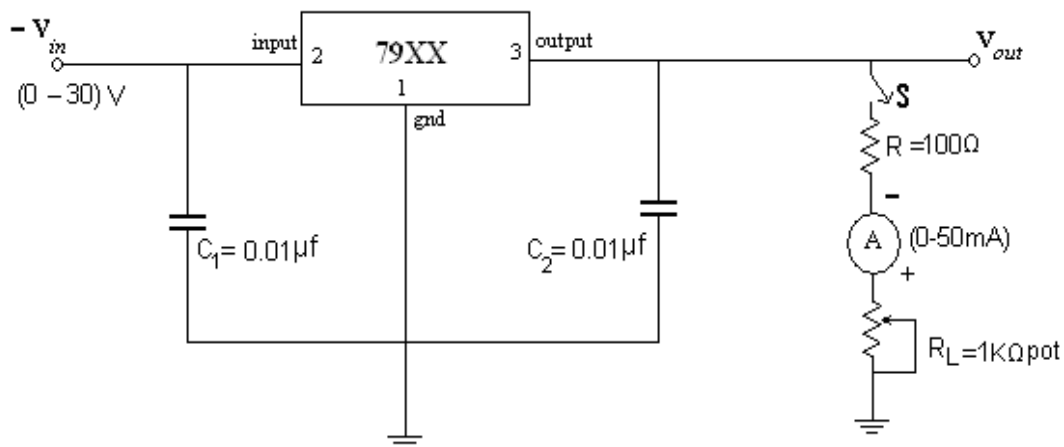 – V in
(0 – 30) V
input
2
79XX
3
1
output
gnd
V out
S
R =100Ω
–
A
(0-50mA)
+
C1= 0.01µf
C2= 0.01µf
RL=1KΩpot